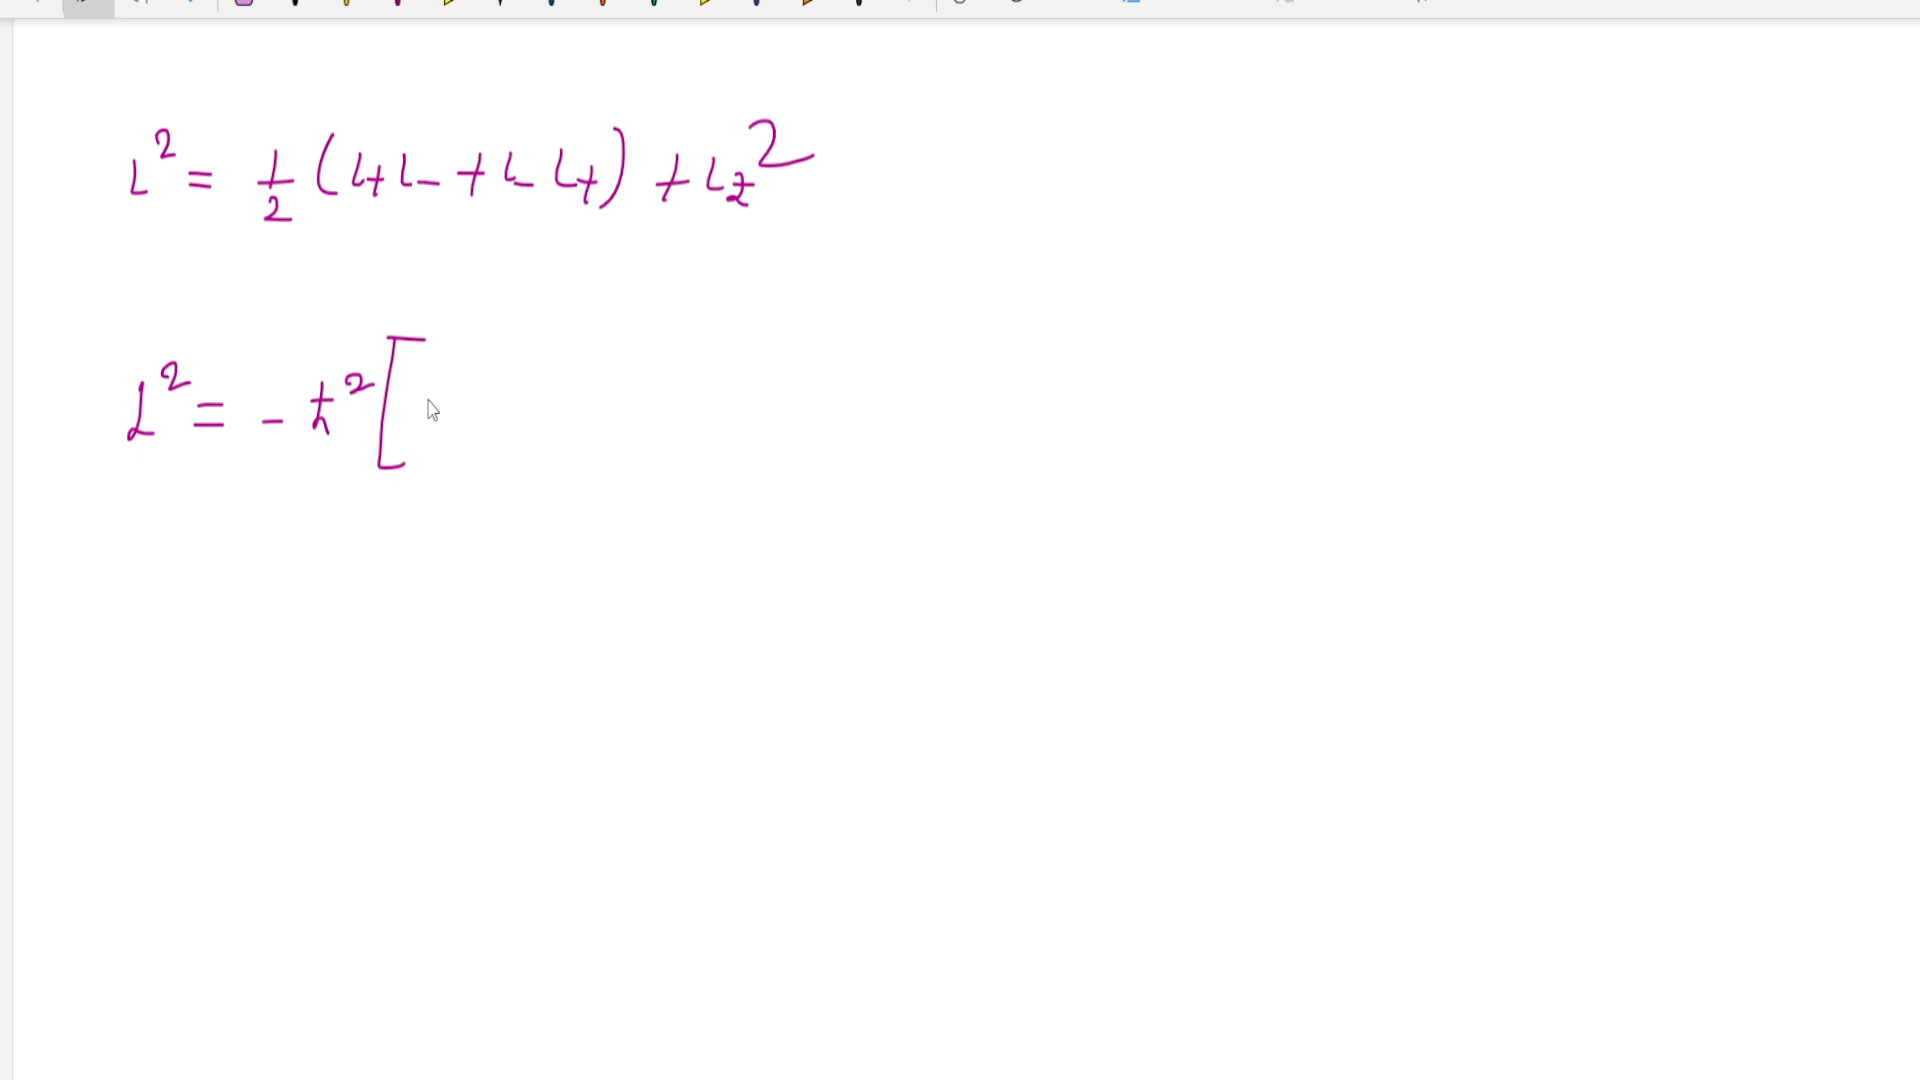 L² = 1/2 (L₊L₋ + L₋L₊) + L_z²
L² = - ħ² [